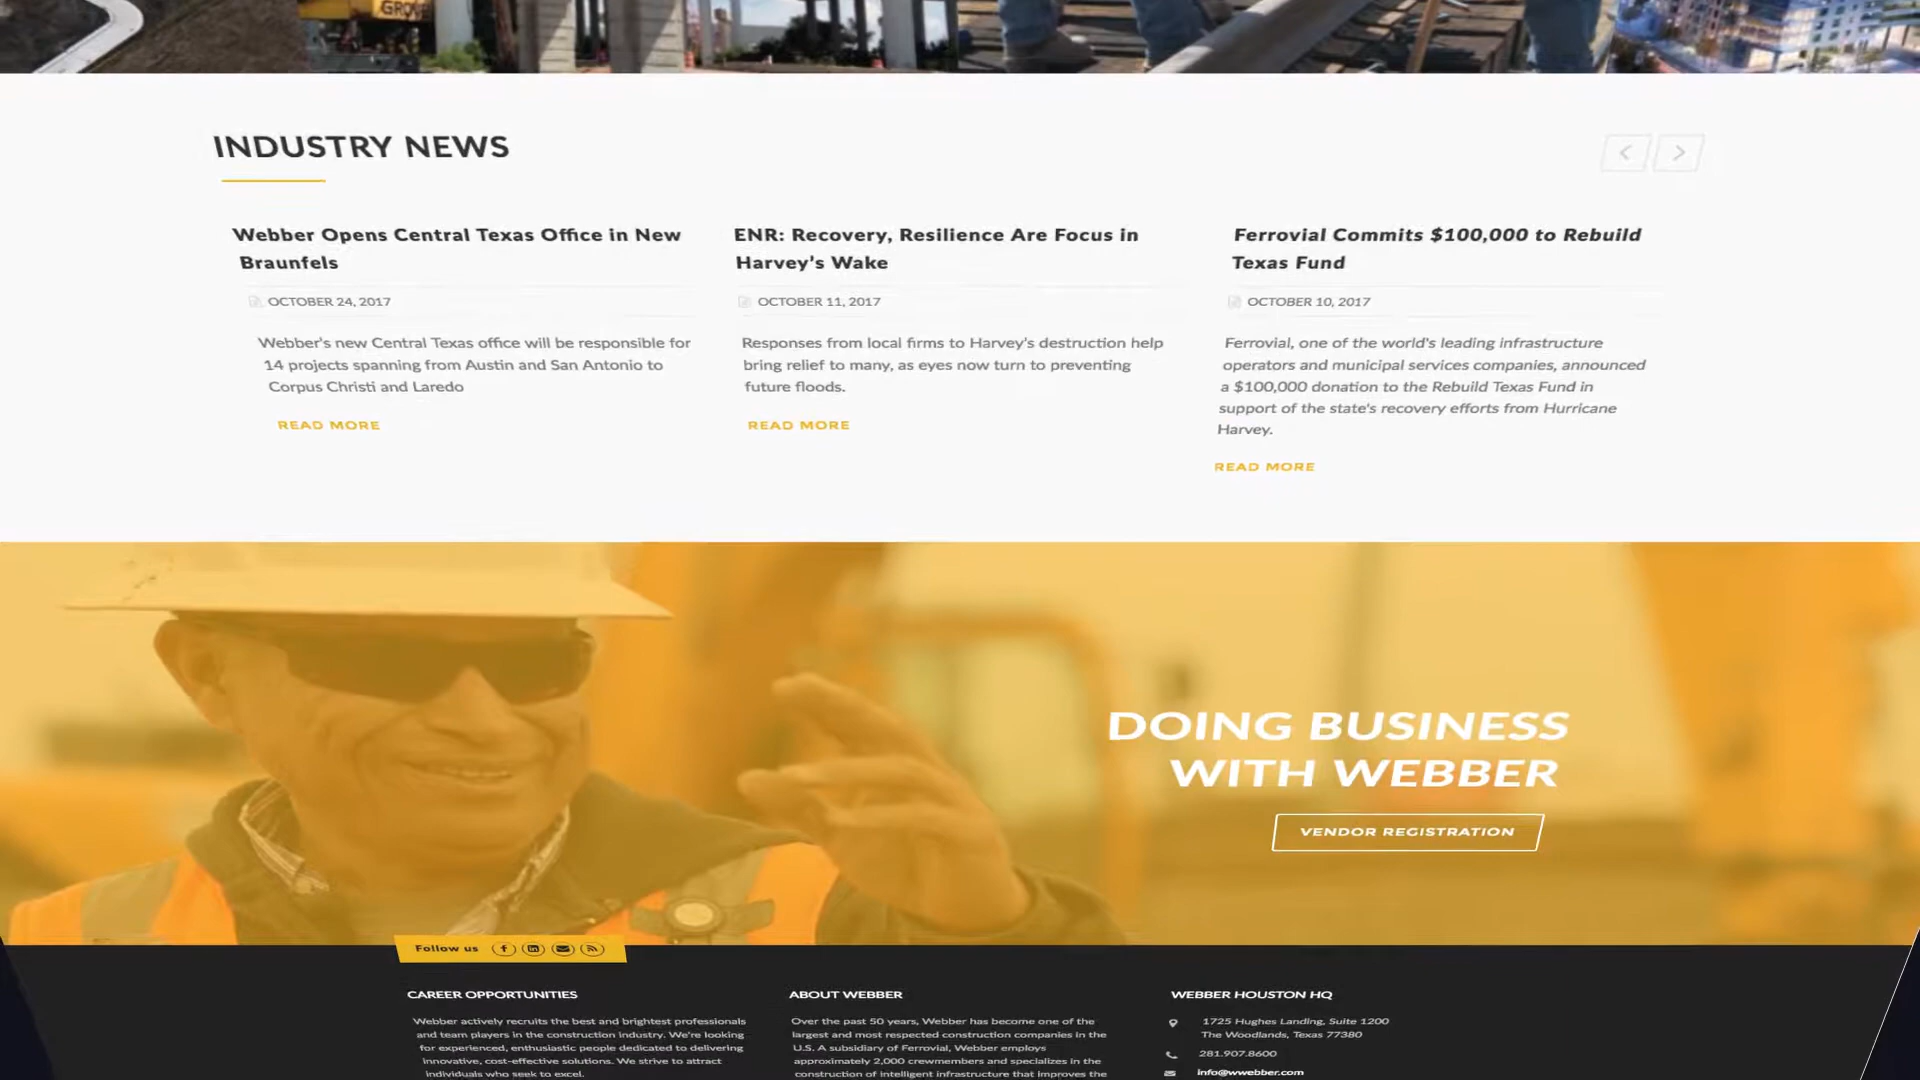 GROVE
INDUSTRY NEWS
Webber Opens Central Texas Office in New
Braunfels
OCTOBER 24, 2017
Webber's new Central Texas office will be responsible for
14 projects spanning from Austin and San Antonio to
Corpus Christi and Laredo
READ MORE
ENR: Recovery, Resilience Are Focus in
Harvey's Wake
OCTOBER 11, 2017
Responses from local firms to Harvey's destruction help
bring relief to many, as eyes now turn to preventing
future floods.
READ MORE
Ferrovial Commits $100,000 to Rebuild
Texas Fund
OCTOBER 10, 2017
Ferrovial, one of the world's leading infrastructure
operators and municipal services companies, announced
a $100,000 donation to the Rebuild Texas Fund in
support of the state's recovery efforts from Hurricane
Harvey.
READ MORE
DOING BUSINESS
WITH WEBBER
VENDOR REGISTRATION
Follow us
CAREER OPPORTUNITIES
Webber actively recruits the best and brightest professionals
and team players in the construction industry. We're looking
for experienced, enthusiastic people dedicated to delivering
innovative, cost-effective solutions. We strive to attract
individuals who seek to excel.
ABOUT WEBBER
Over the past 50 years, Webber has become one of the
largest and most respected construction companies in the
U.S. A subsidiary of Ferrovial, Webber employs
approximately 2,000 crewmembers and specializes in the
construction of intelligent infrastructure that improves the
WEBBER HOUSTON HQ
1725 Hughes Landing, Suite 1200
The Woodlands, Texas 77380
281.907.8600
info@wwebber.com